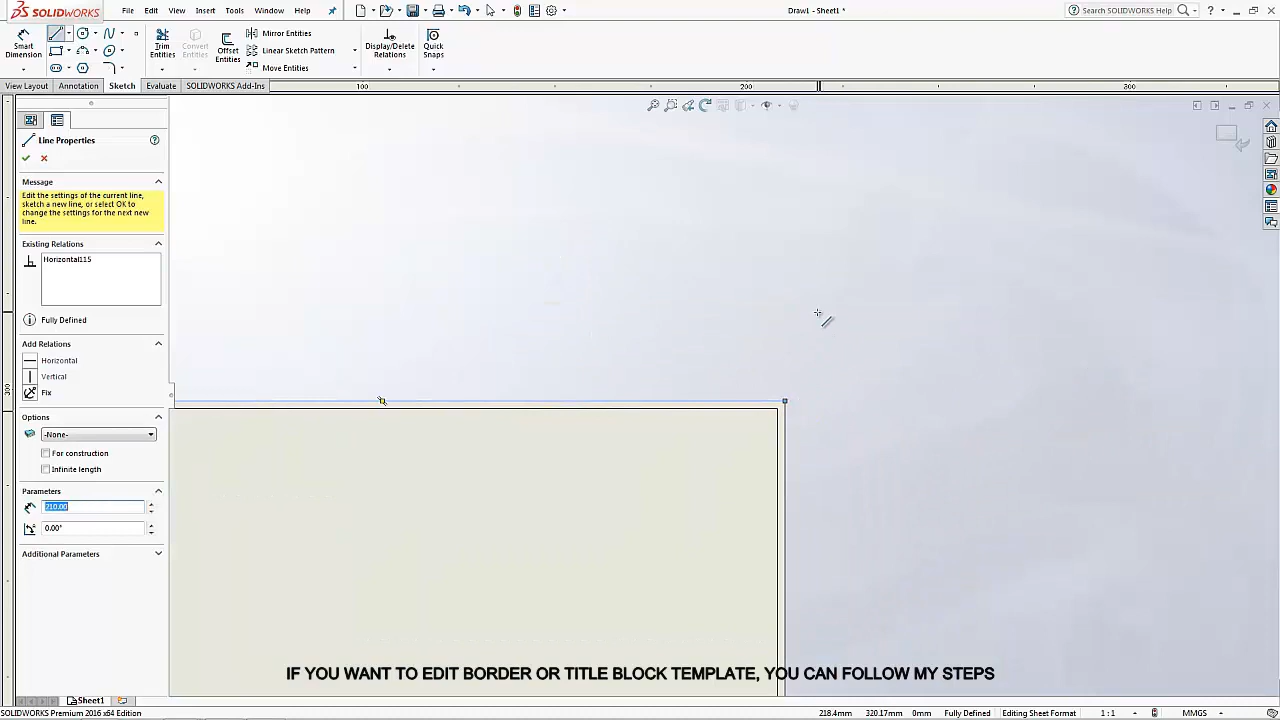 SOLIDWORKS
File Edit View Insert Tools Window Help
Draw1 - Sheet1 *
Search SOLIDWORKS Help
Smart Dimension
Trim Entities
Convert Entities
Offset Entities
Mirror Entities
Linear Sketch Pattern
Move Entities
Display/Delete Relations
Quick Snaps
View Layout Annotation Sketch Evaluate SOLIDWORKS Add-Ins
100 200 300
Line Properties
Message
Edit the settings of the current line,
sketch a new line, or select OK to
change the settings for the next new
line.
Existing Relations
Horizontal115
Fully Defined
Add Relations
Horizontal
Vertical
Fix
300
Options
-None-
For construction
Infinite length
Parameters
210.00
0.00°
Additional Parameters
IF YOU WANT TO EDIT BORDER OR TITLE BLOCK TEMPLATE, YOU CAN FOLLOW MY STEPS
Sheet1
SOLIDWORKS Premium 2016 x64 Edition
218.4mm 320.17mm 0mm Fully Defined Editing Sheet Format 1 : 1 MMGS